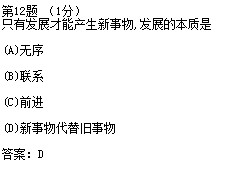 第12题 (1分)
只有发展才能产生新事物,发展的本质是
(A)无序
(B)联系
(C)前进
(D)新事物代替旧事物
答案: D